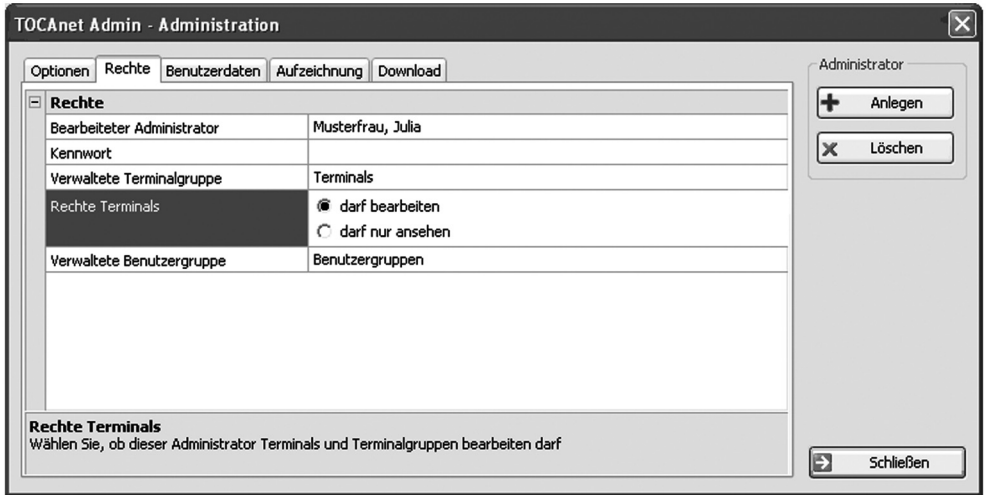 TOCAnet Admin - Administration
Optionen Rechte Benutzerdaten Aufzeichnung Download
Rechte
Bearbeiteter Administrator Musterfrau, Julia
Kennwort
Verwaltete Terminalgruppe Terminals
Rechte Terminals darf bearbeiten
darf nur ansehen
Verwaltete Benutzergruppe Benutzergruppen
Rechte Terminals
Wählen Sie, ob dieser Administrator Terminals und Terminalgruppen bearbeiten darf
Administrator
Anlegen
Löschen
Schließen